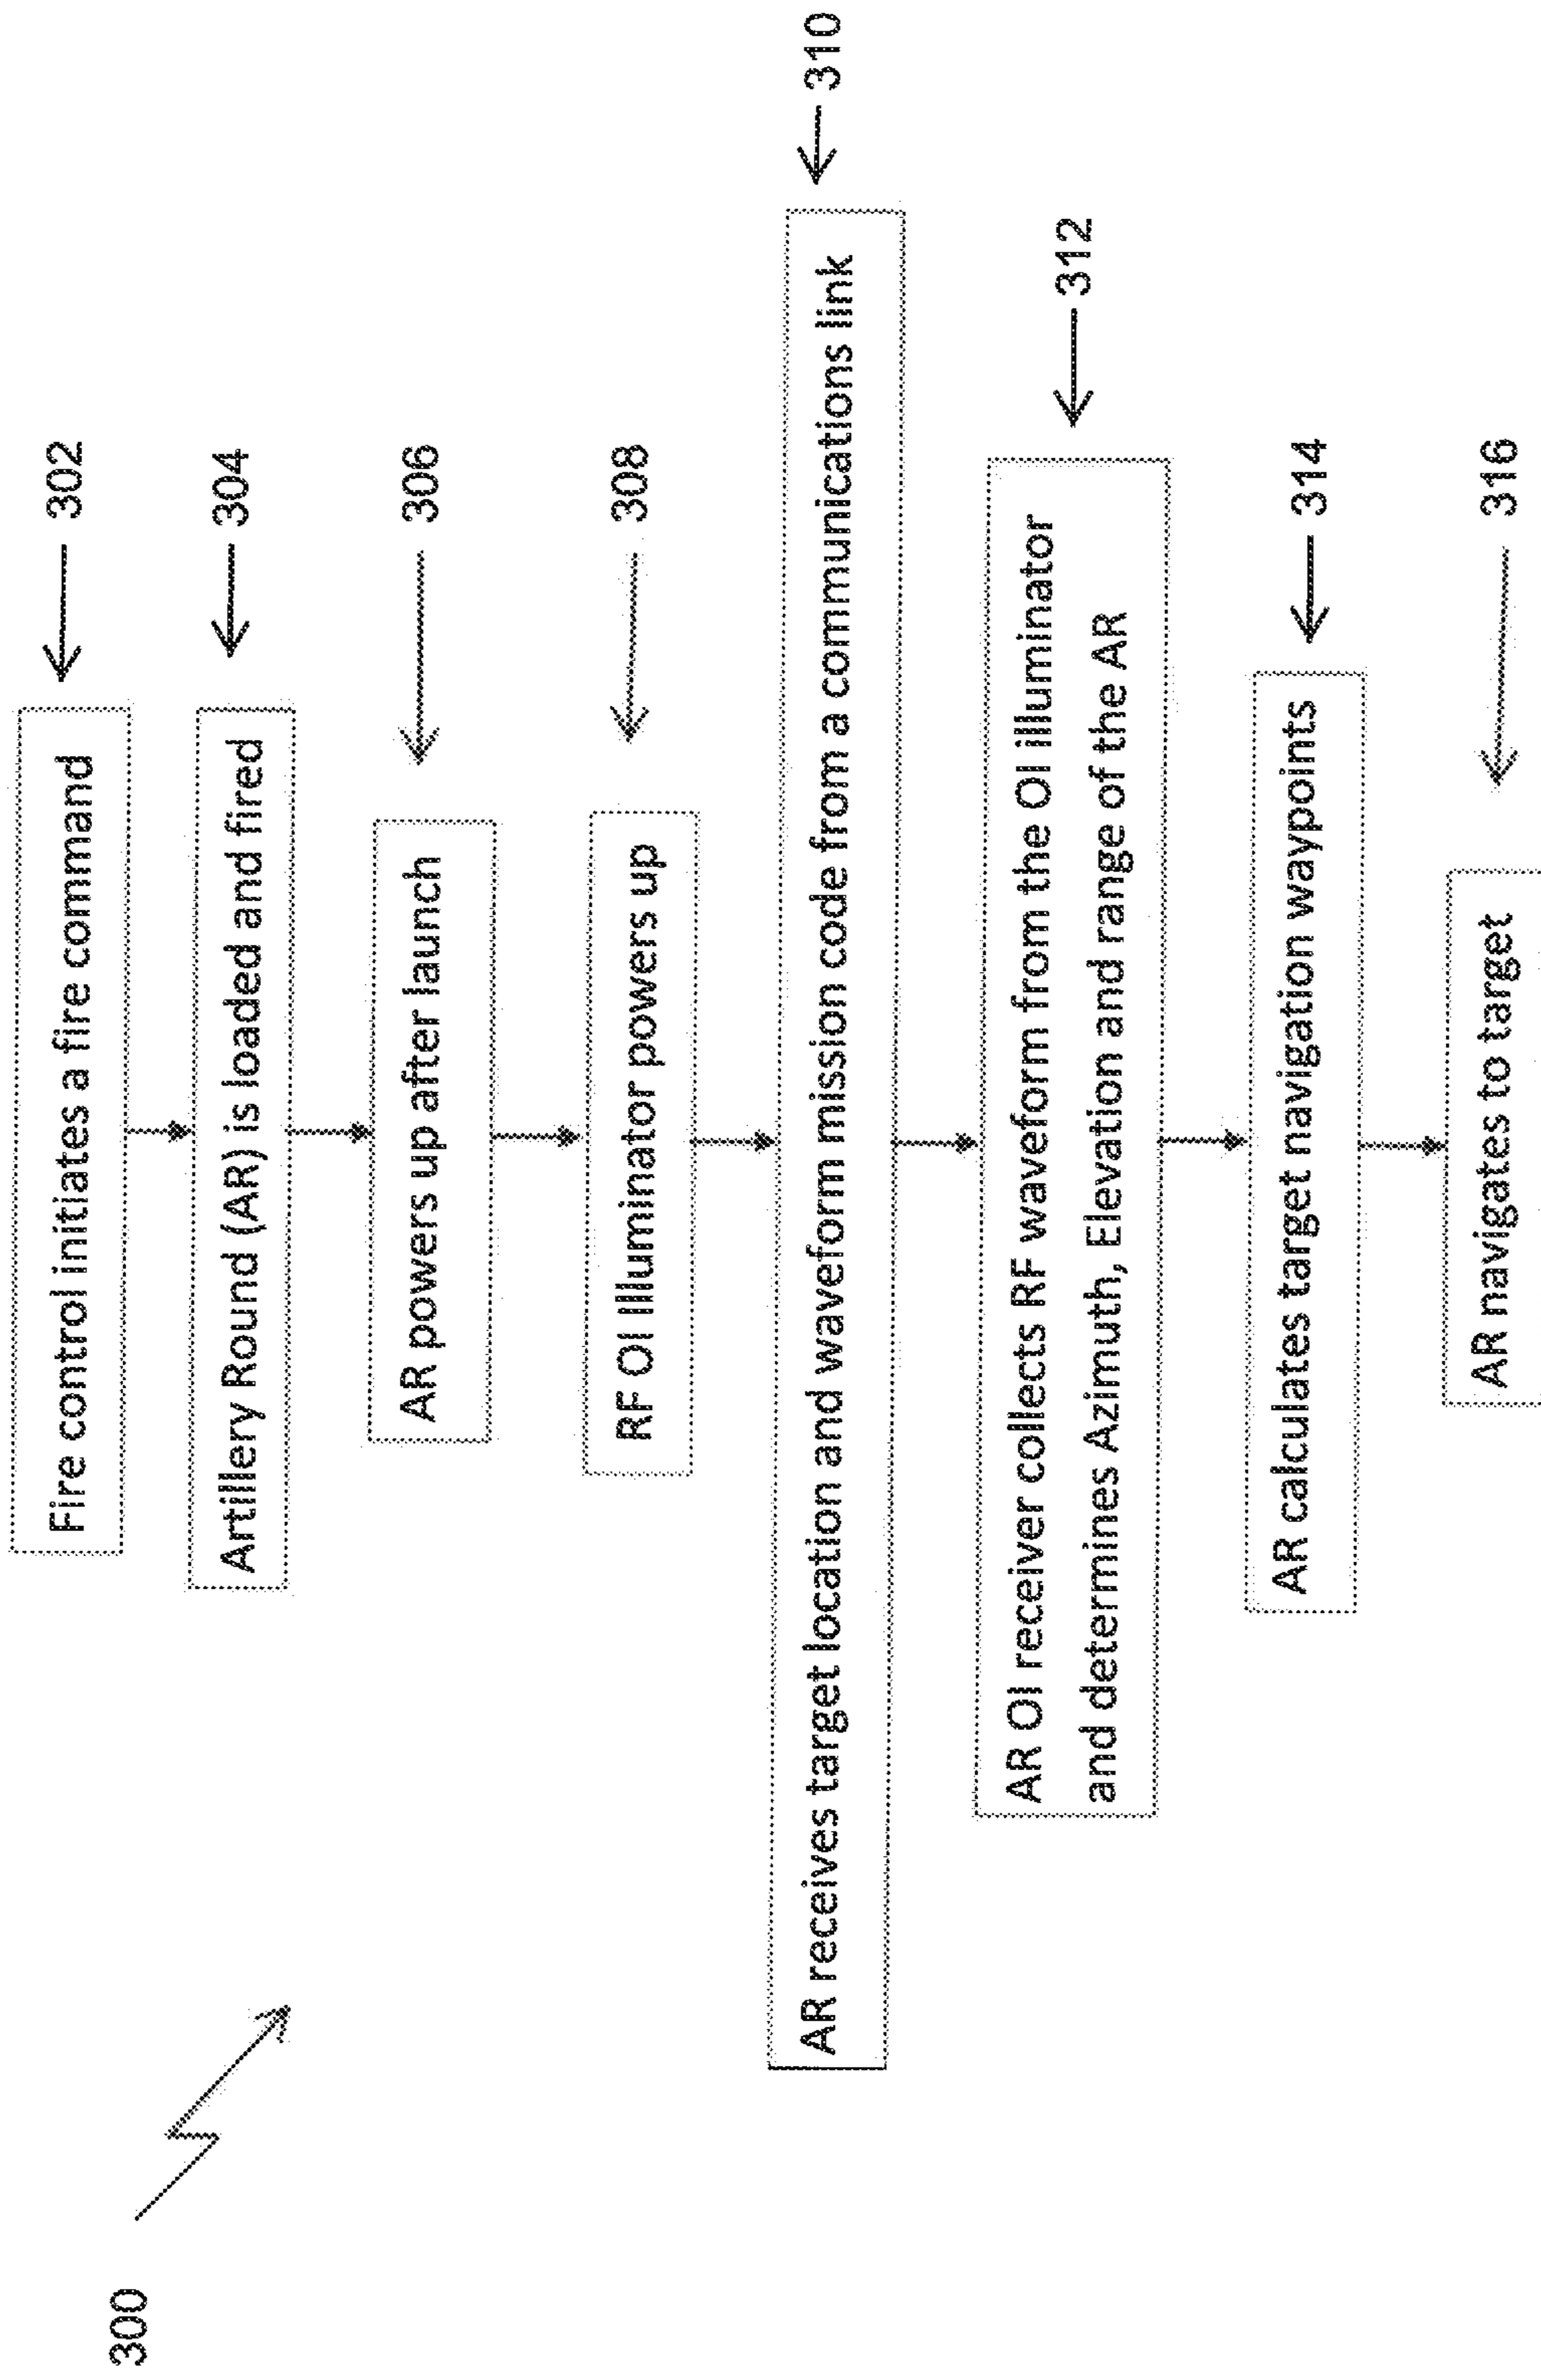 300
Fire control initiates a fire command
302
Artillery Round (AR) is loaded and fired
304
AR powers up after launch
306
RF OI Illuminator powers up
308
AR receives target location and waveform mission code from a communications link
310
AR OI receiver collects RF waveform from the OI illuminator
and determines Azimuth, Elevation and range of the AR
312
AR calculates target navigation waypoints
314
AR navigates to target
316